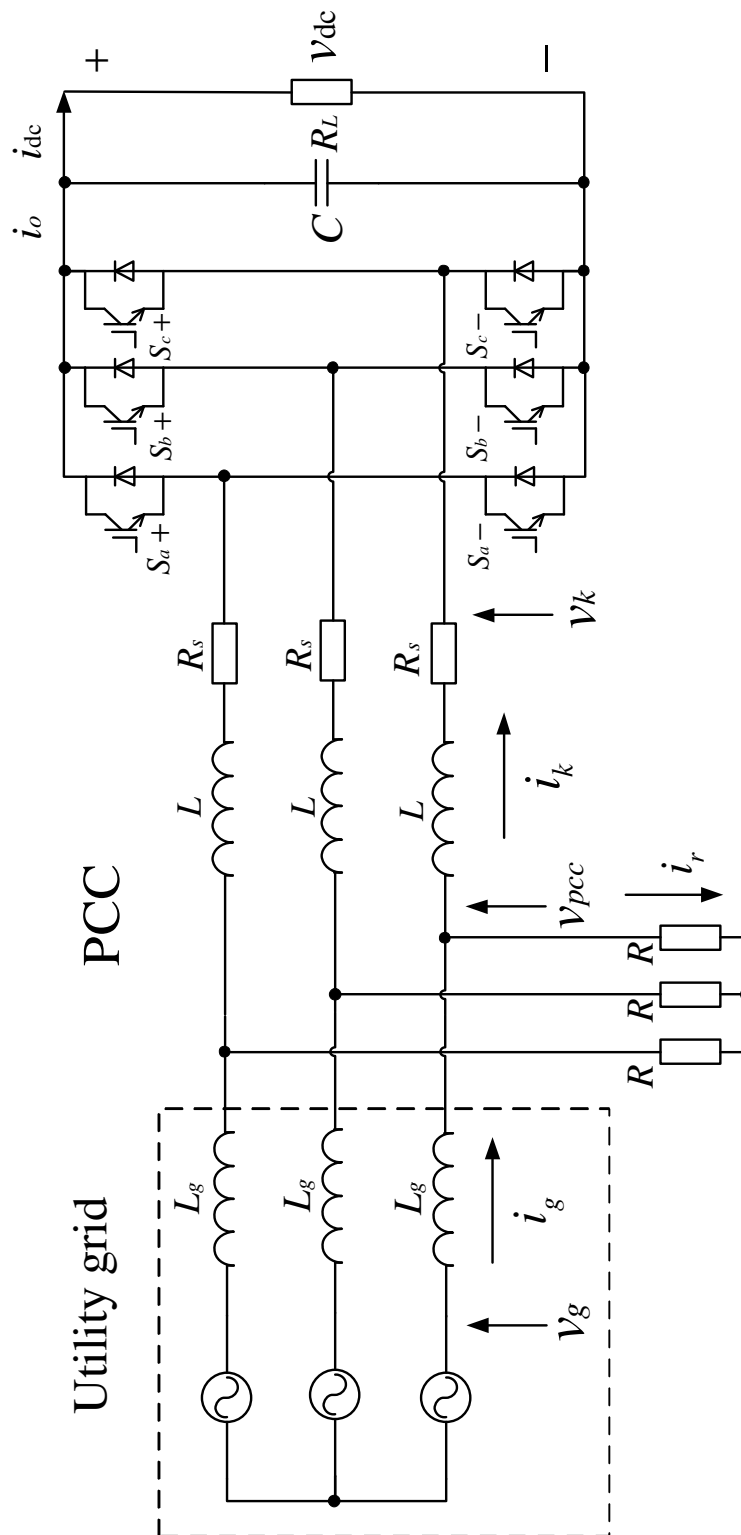 Utility grid
PCC
i_o
i_dc
+
S_a+
S_b+
S_c+
C
R_L
v_dc
−
L_g
L
R_s
L_g
L
R_s
L_g
L
R_s
S_a−
S_b−
S_c−
v_g
i_g
v_pcc
i_k
v_k
i_r
R
R
R